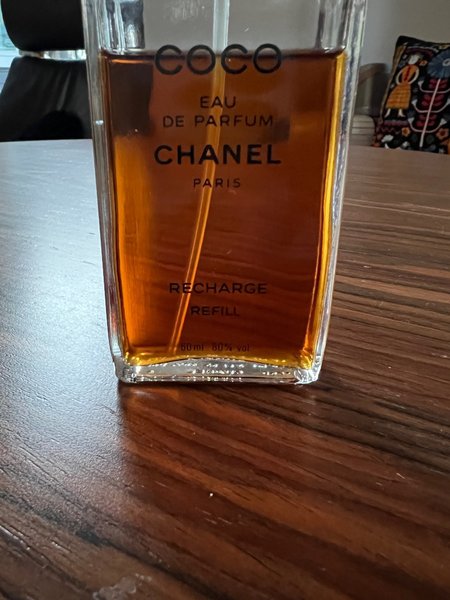 COCO
EAU
DE PARFUM
CHANEL
PARIS
RECHARGE
REFILL
60 ml 80% vol.